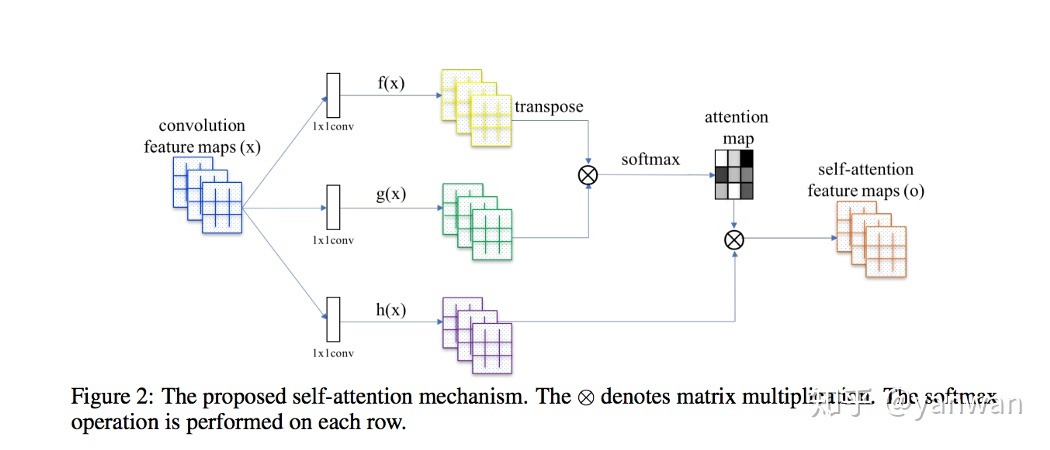 f(x)
1x1conv
transpose
convolution
feature maps (x)
attention
map
softmax
g(x)
1x1conv
self-attention
feature maps (o)
h(x)
1x1conv
Figure 2: The proposed self-attention mechanism. The ⊗ denotes matrix multiplication. The softmax
operation is performed on each row.
知乎 @yanwan